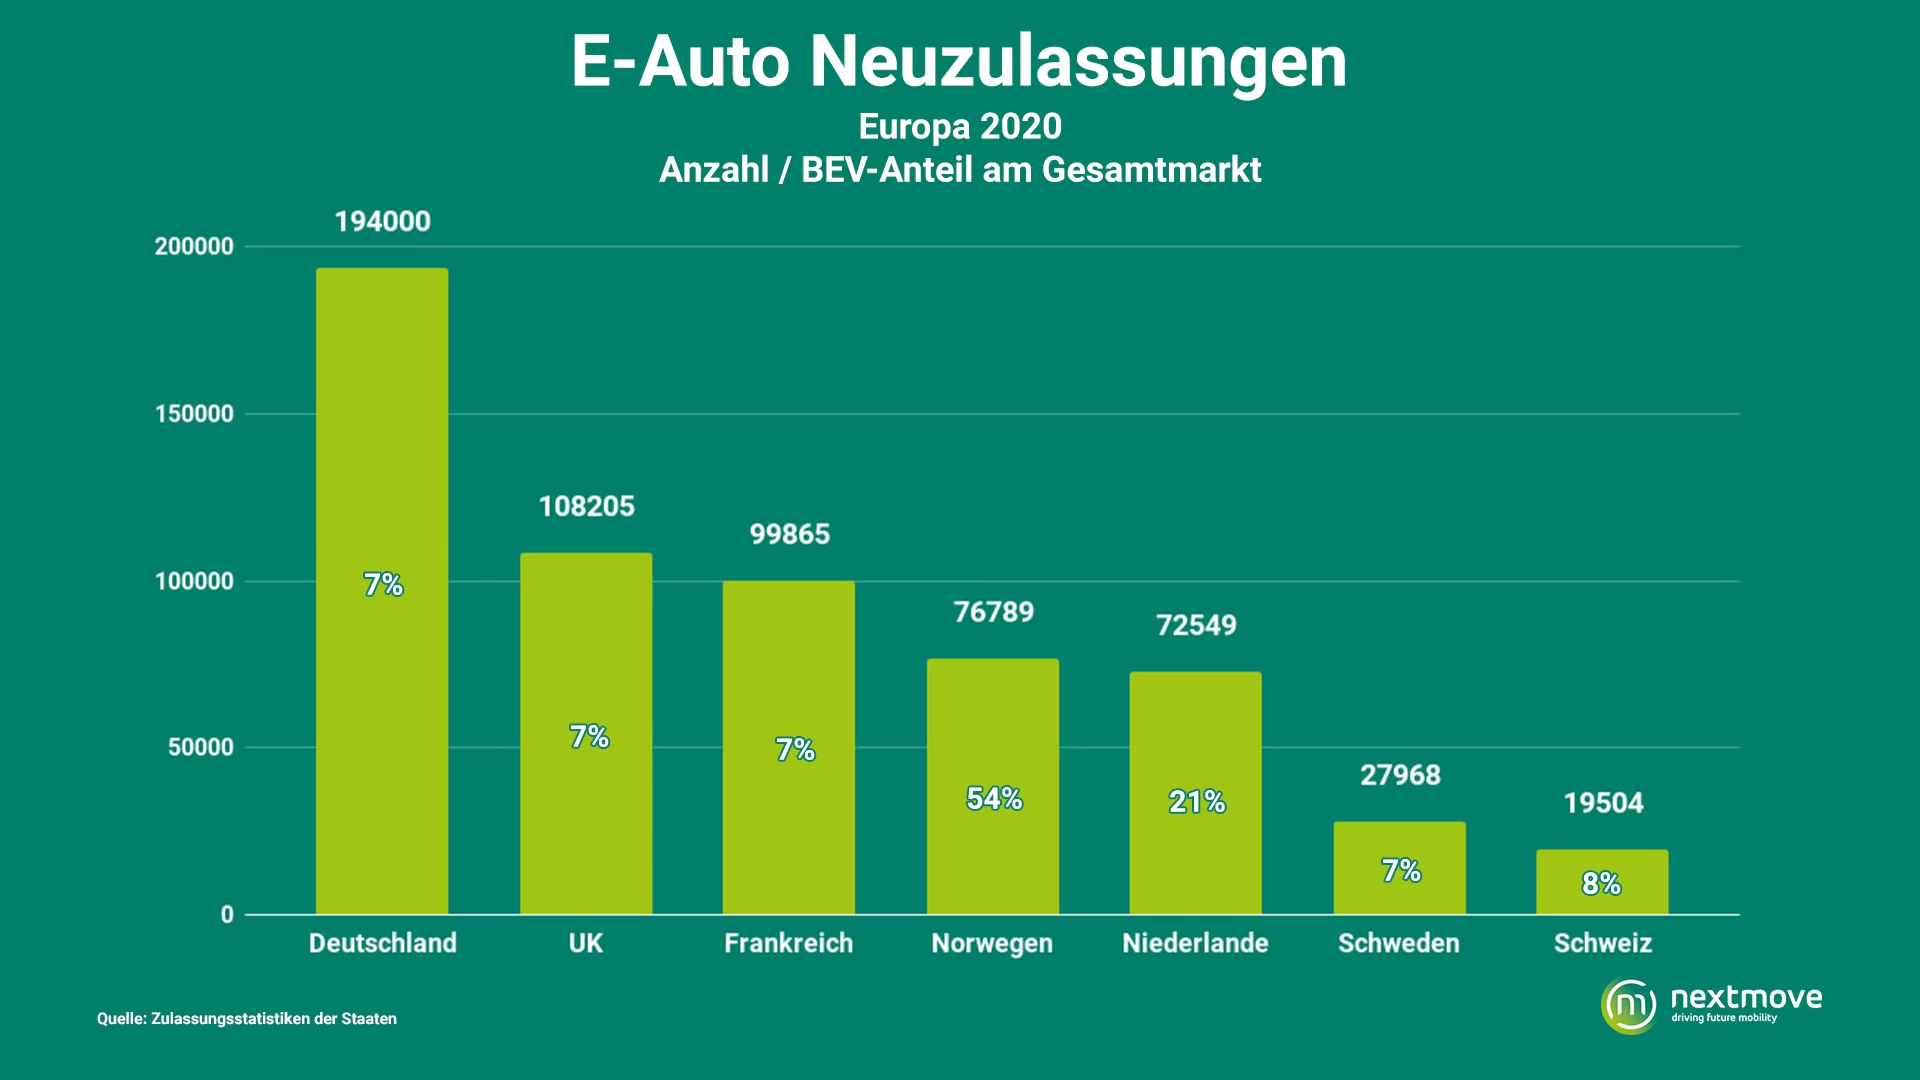 E-Auto Neuzulassungen
Europa 2020
Anzahl / BEV-Anteil am Gesamtmarkt
194000
200000
150000
108205
99865
100000
7%
76789
72549
50000
7%
7%
54%
21%
27968
19504
7%
8%
0
Deutschland UK Frankreich Norwegen Niederlande Schweden Schweiz
Quelle: Zulassungsstatistiken der Staaten
m nextmove
driving future mobility